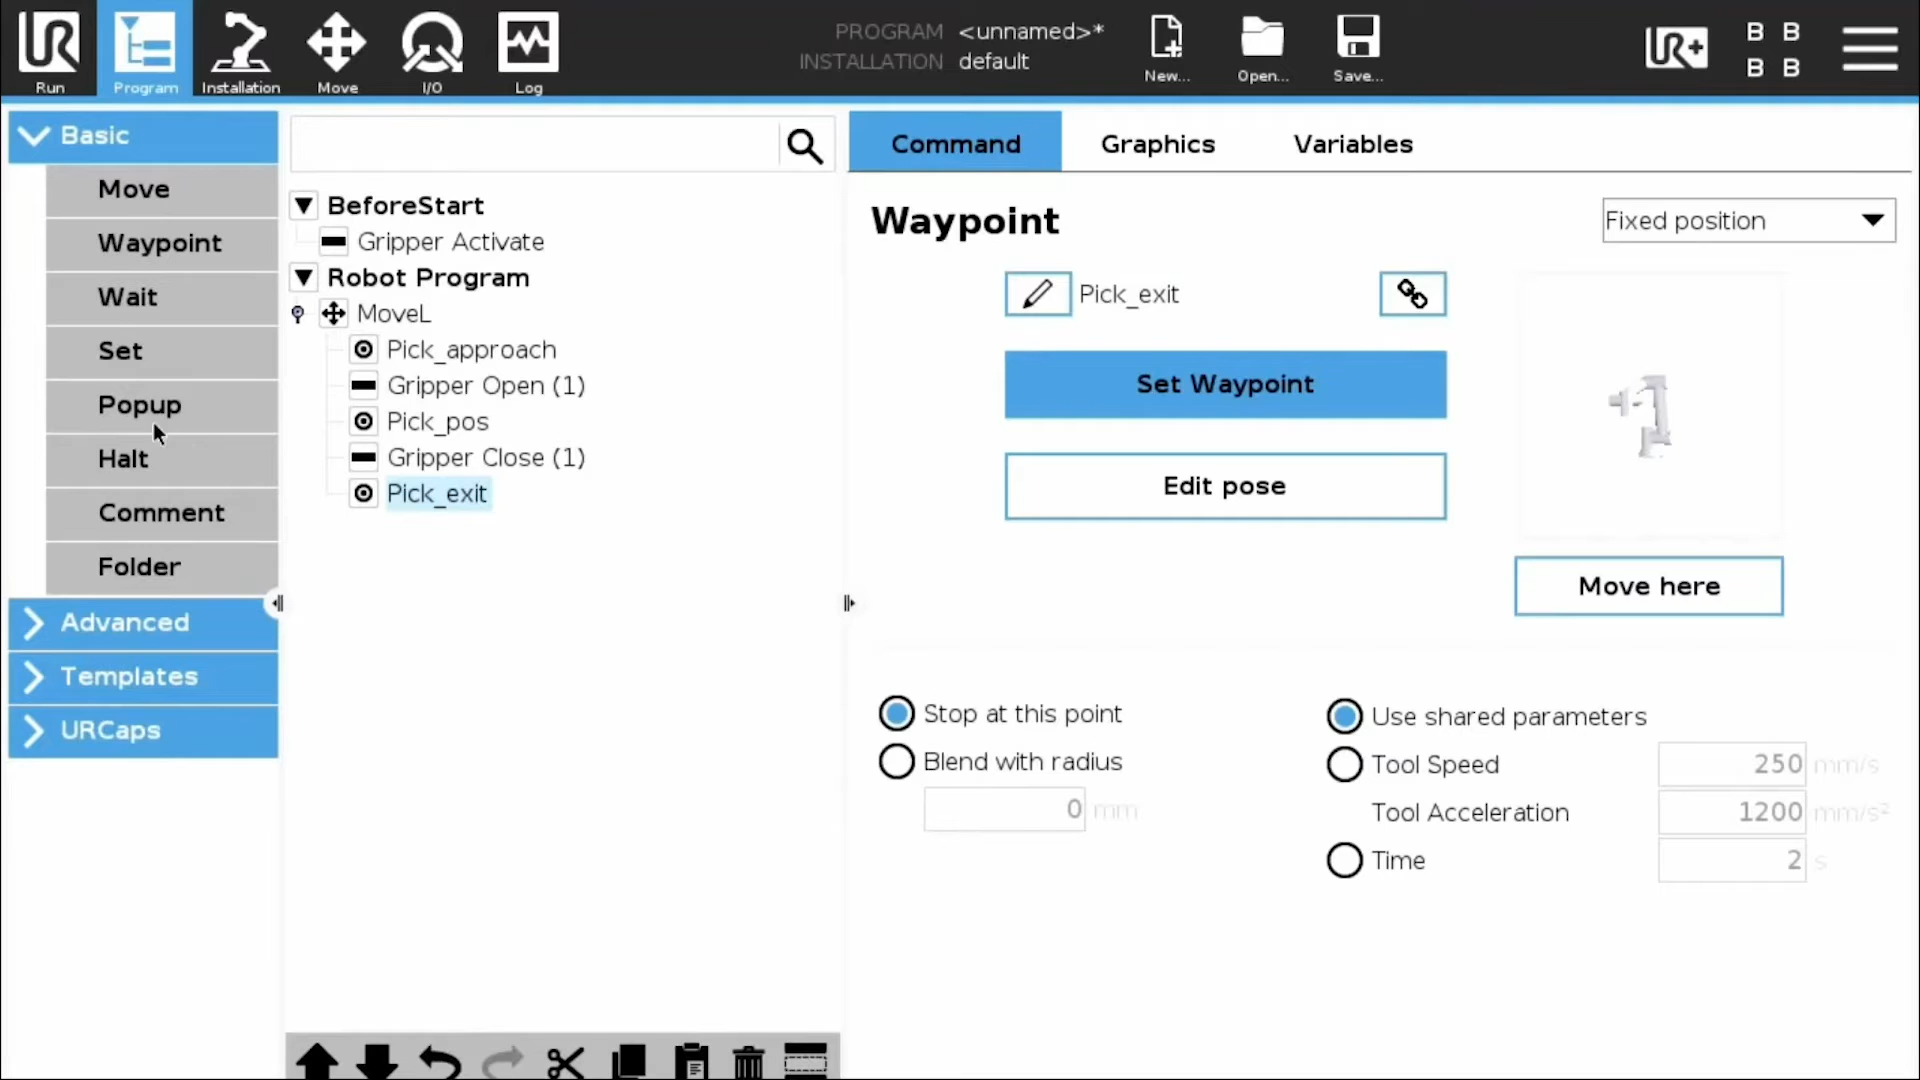 PROGRAM <unnamed>*
INSTALLATION default
Run
Program
Installation
Move
I/O
Log
New...
Open...
Save...
UR+
B B
B B
Basic
Move
Waypoint
Wait
Set
Popup
Halt
Comment
Folder
Advanced
Templates
URCaps
BeforeStart
Gripper Activate
Robot Program
MoveL
Pick_approach
Gripper Open (1)
Pick_pos
Gripper Close (1)
Pick_exit
Command
Graphics
Variables
Waypoint
Fixed position
Pick_exit
Set Waypoint
Edit pose
Move here
Stop at this point
Blend with radius
0 mm
Use shared parameters
Tool Speed 250 mm/s
Tool Acceleration 1200 mm/s²
Time 2 s